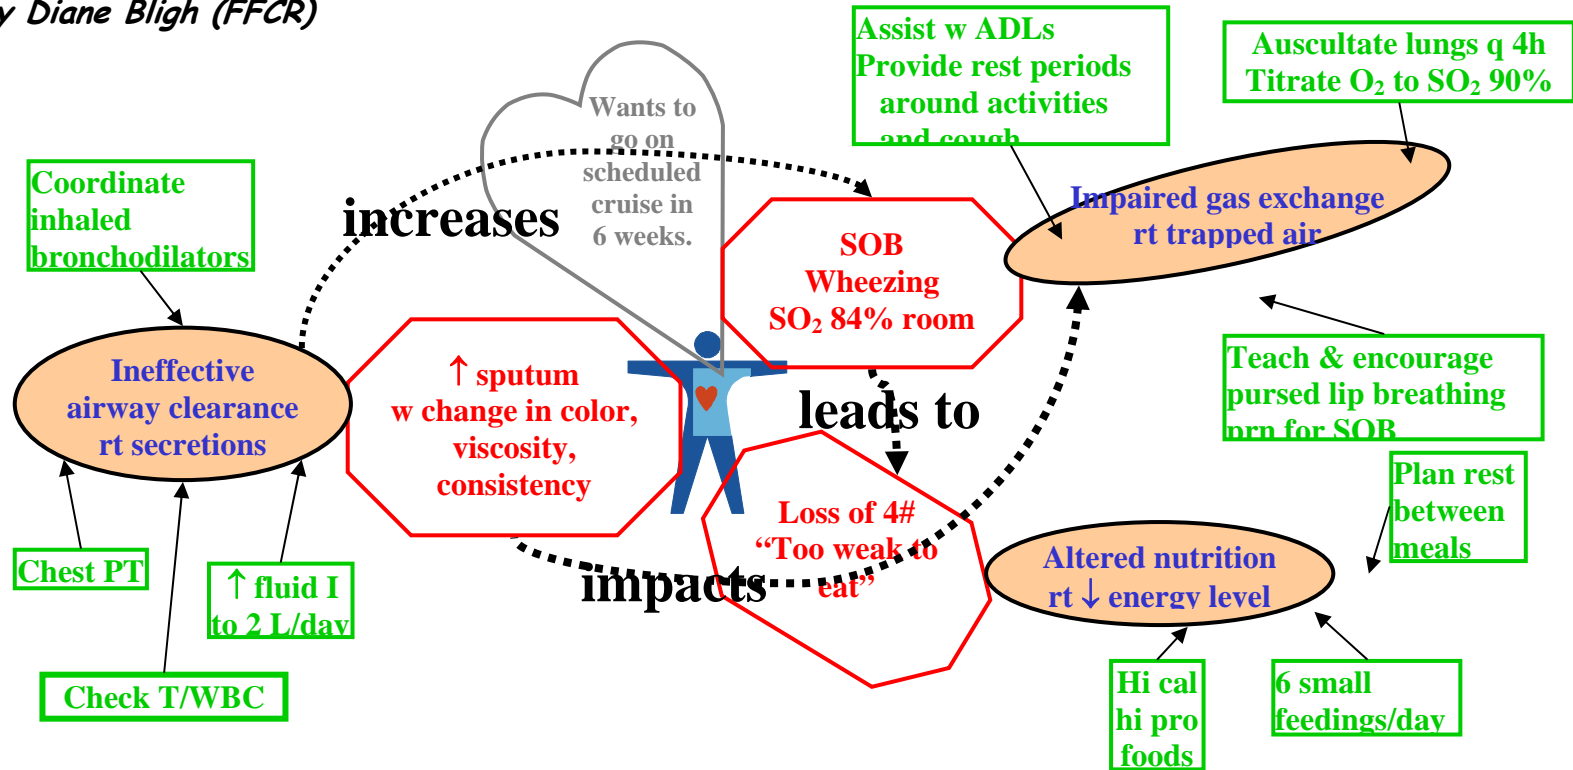 y Diane Bligh (FFCR)
Assist w ADLs
Provide rest periods
around activities
and cough
Auscultate lungs q 4h
Titrate O₂ to SO₂ 90%
Wants to
go on
scheduled
cruise in
6 weeks.
Coordinate
inhaled
bronchodilators
increases
SOB
Wheezing
SO₂ 84% room
Impaired gas exchange
rt trapped air
Ineffective
airway clearance
rt secretions
↑ sputum
w change in color,
viscosity,
consistency
leads to
Teach & encourage
pursed lip breathing
prn for SOB
Plan rest
between
meals
Loss of 4#
“Too weak to
eat”
impacts
Altered nutrition
rt ↓ energy level
Chest PT
↑ fluid I
to 2 L/day
Check T/WBC
Hi cal
hi pro
foods
6 small
feedings/day